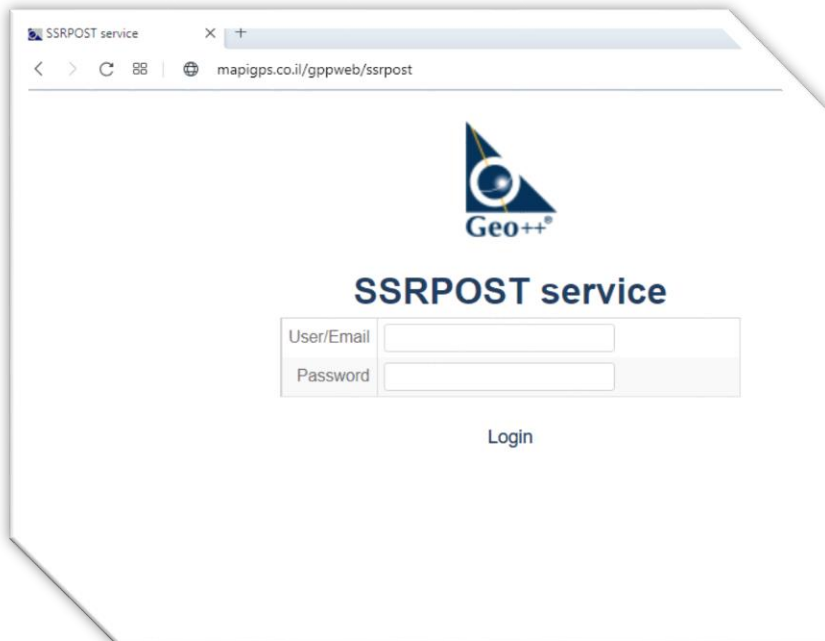 SSRPOST service
mapigps.co.il/gppweb/ssrpost
Geo++®
SSRPOST service
User/Email
Password
Login